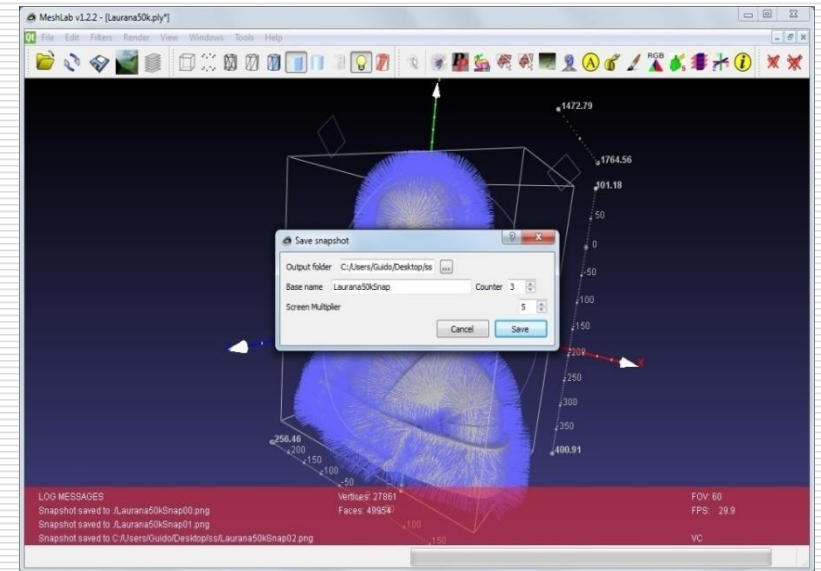 MeshLab v1.2.2 - [Laurana50k.ply*]
File Edit Filters Render View Windows Tools Help
RGB
1472.79
1764.56
101.18
50
0
-50
-100
-150
-200
-250
-300
-350
-400.91
X
Save snapshot
Output folder C:/Users/Guido/Desktop/ss ...
Base name Laurana50kSnap Counter 3
Screen Multiplier 5
Cancel Save
-256.46
-200
-150
-100
-50
-100
-150
LOG MESSAGES
Snapshot saved to ./Laurana50kSnap00.png
Snapshot saved to ./Laurana50kSnap01.png
Snapshot saved to C:/Users/Guido/Desktop/ss/Laurana50kSnap02.png
Vertices: 27861
Faces: 49954
FOV: 60
FPS: 29.9
VC